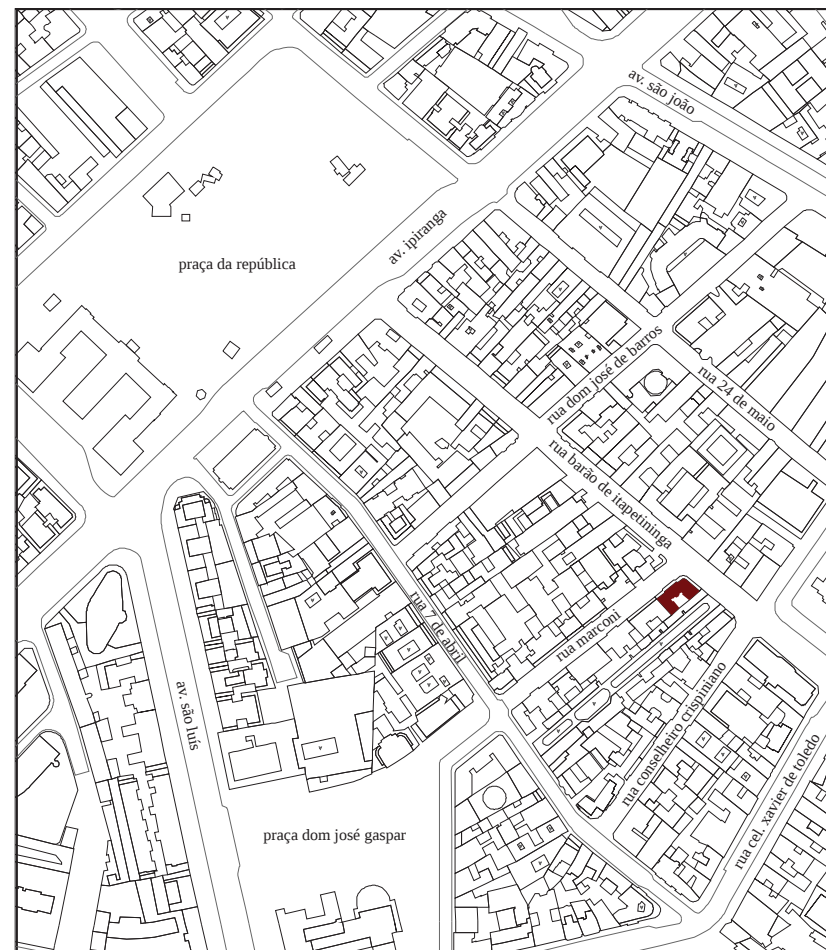 av. são joão
av. ipiranga
praça da república
rua dom josé de barros
rua 24 de maio
rua barão de itapetininga
rua 7 de abril
rua marconi
av. são luís
rua conselheiro crispiniano
rua cel. xavier de toledo
praça dom josé gaspar